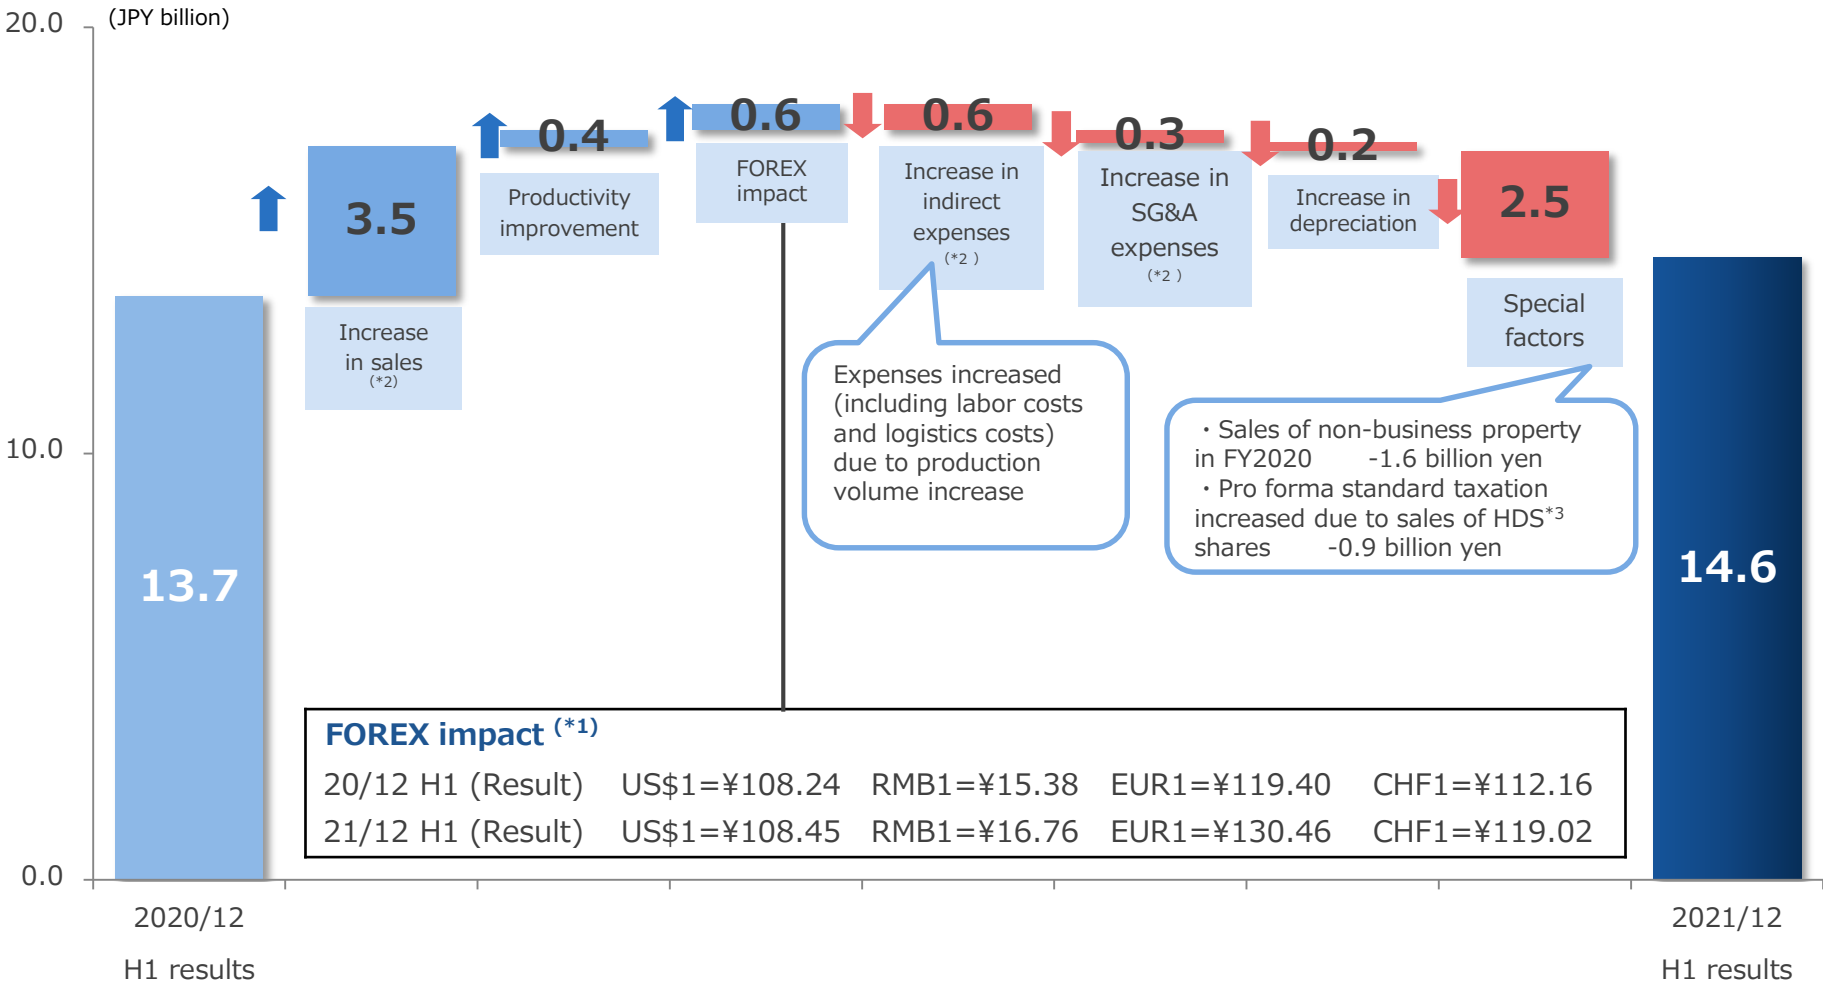 (JPY billion)
20.0
10.0
0.0
13.7
3.5
Increase
in sales
(*2)
0.4
Productivity
improvement
0.6
FOREX
impact
0.6
Increase in
indirect
expenses
(*2 )
0.3
Increase in
SG&A
expenses
(*2 )
0.2
Increase in
depreciation
2.5
Special
factors
14.6
Expenses increased
(including labor costs
and logistics costs)
due to production
volume increase
・Sales of non-business property
in FY2020 -1.6 billion yen
・Pro forma standard taxation
increased due to sales of HDS*3
shares -0.9 billion yen
FOREX impact (*1)
20/12 H1 (Result) US$1=¥108.24 RMB1=¥15.38 EUR1=¥119.40 CHF1=¥112.16
21/12 H1 (Result) US$1=¥108.45 RMB1=¥16.76 EUR1=¥130.46 CHF1=¥119.02
2020/12
H1 results
2021/12
H1 results